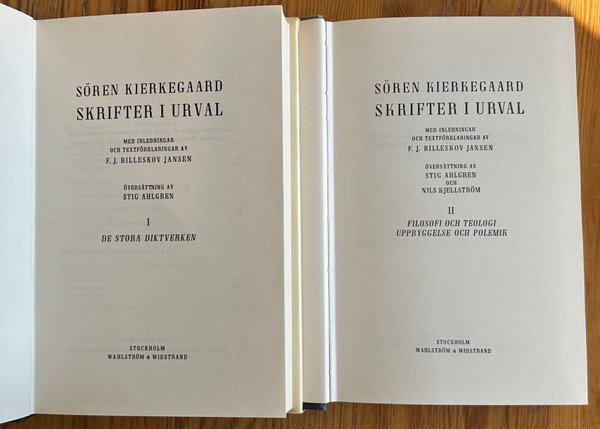 SÖREN KIERKEGAARD
SKRIFTER I URVAL
MED INLEDNINGAR
OCH TEXTFÖRKLARINGAR AV
F. J. BILLESKOV JANSEN
ÖVERSÄTTNING AV
STIG AHLGREN
I
DE STORA DIKTVERKEN
STOCKHOLM
WAHLSTRÖM & WIDSTRAND
SÖREN KIERKEGAARD
SKRIFTER I URVAL
MED INLEDNINGAR
OCH TEXTFÖRKLARINGAR AV
F. J. BILLESKOV JANSEN
ÖVERSÄTTNING AV
STIG AHLGREN
OCH
NILS KJELLSTRÖM
II
FILOSOFI OCH TEOLOGI
UPPBYGGELSE OCH POLEMIK
STOCKHOLM
WAHLSTRÖM & WIDSTRAND